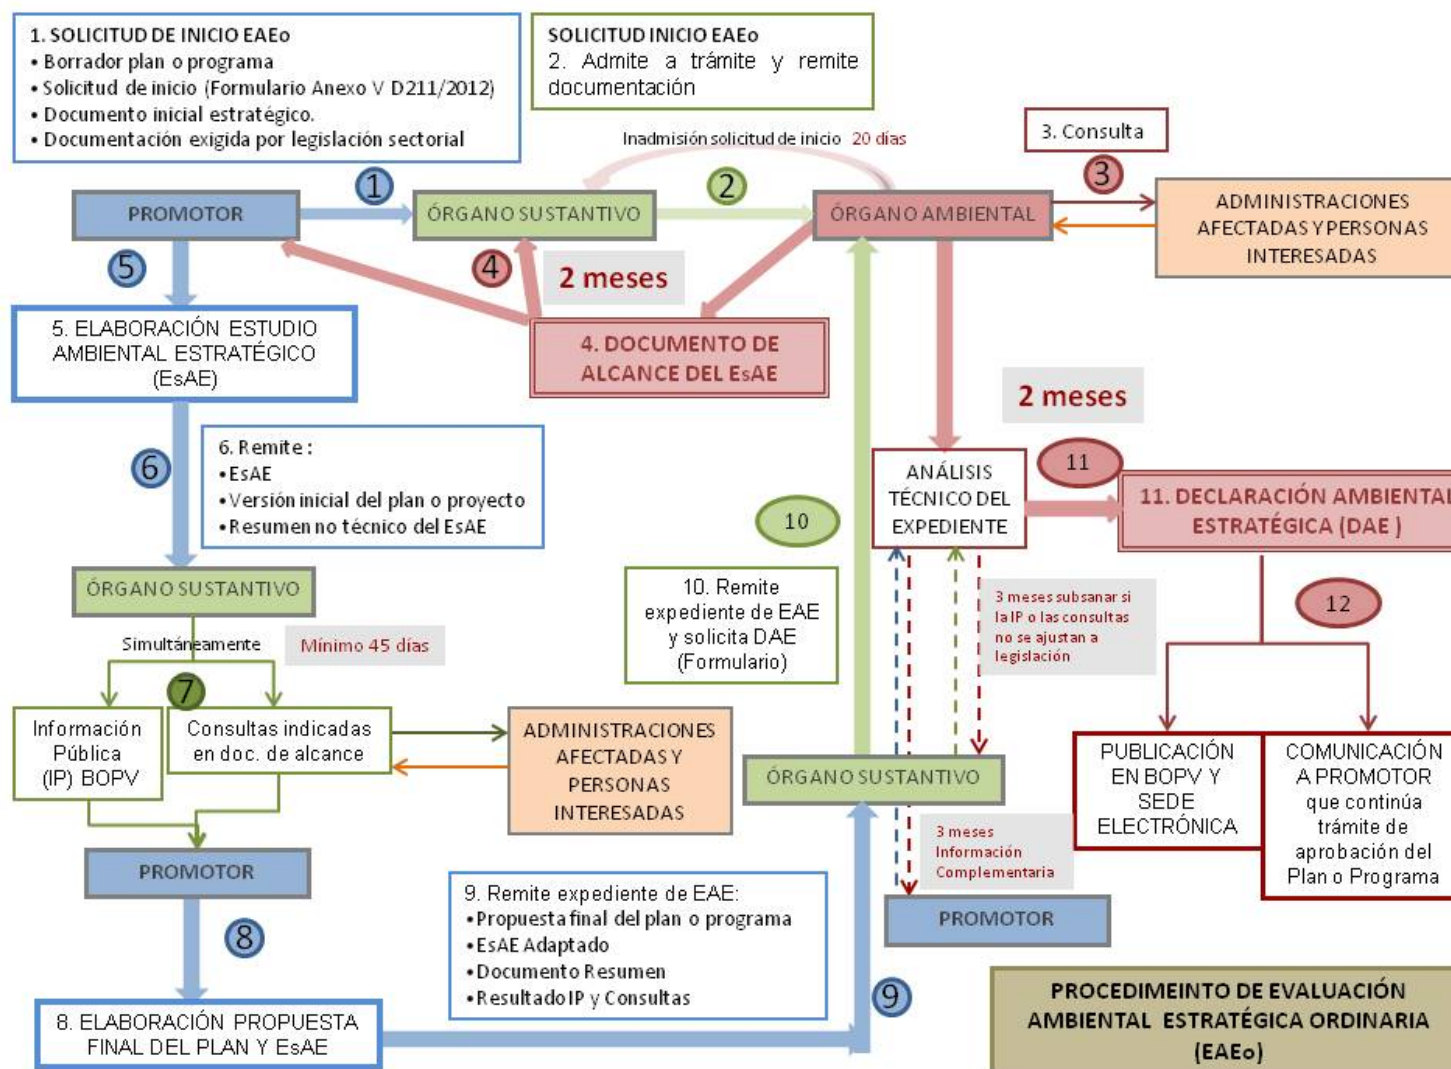 1. SOLICITUD DE INICIO EAEo
• Borrador plan o programa
• Solicitud de inicio (Formulario Anexo V D211/2012)
• Documento inicial estratégico.
• Documentación exigida por legislación sectorial
SOLICITUD INICIO EAEo
2. Admite a trámite y remite
documentación
Inadmisión solicitud de inicio 20 días
3. Consulta
1
2
3
PROMOTOR
ÓRGANO SUSTANTIVO
ÓRGANO AMBIENTAL
ADMINISTRACIONES
AFECTADAS Y PERSONAS
INTERESADAS
5
4
2 meses
5. ELABORACIÓN ESTUDIO
AMBIENTAL ESTRATÉGICO
(EsAE)
4. DOCUMENTO DE
ALCANCE DEL EsAE
2 meses
6
6. Remite :
•EsAE
•Versión inicial del plan o proyecto
•Resumen no técnico del EsAE
ANÁLISIS
TÉCNICO DEL
EXPEDIENTE
11
11. DECLARACIÓN AMBIENTAL
ESTRATÉGICA (DAE )
10
ÓRGANO SUSTANTIVO
10. Remite
expediente de EAE
y solicita DAE
(Formulario)
3 meses subsanar si
la IP o las consultas
no se ajustan a
legislación
12
Simultáneamente
Mínimo 45 días
7
Información
Pública
(IP) BOPV
Consultas indicadas
en doc. de alcance
ADMINISTRACIONES
AFECTADAS Y
PERSONAS
INTERESADAS
ÓRGANO SUSTANTIVO
PUBLICACIÓN
EN BOPV Y
SEDE
ELECTRÓNICA
COMUNICACIÓN
A PROMOTOR
que continúa
trámite de
aprobación del
Plan o Programa
3 meses
Información
Complementaria
PROMOTOR
PROMOTOR
8
9. Remite expediente de EAE:
•Propuesta final del plan o programa
•EsAE Adaptado
•Documento Resumen
•Resultado IP y Consultas
9
8. ELABORACIÓN PROPUESTA
FINAL DEL PLAN Y EsAE
PROCEDIMEINTO DE EVALUACIÓN
AMBIENTAL ESTRATÉGICA ORDINARIA
(EAEo)